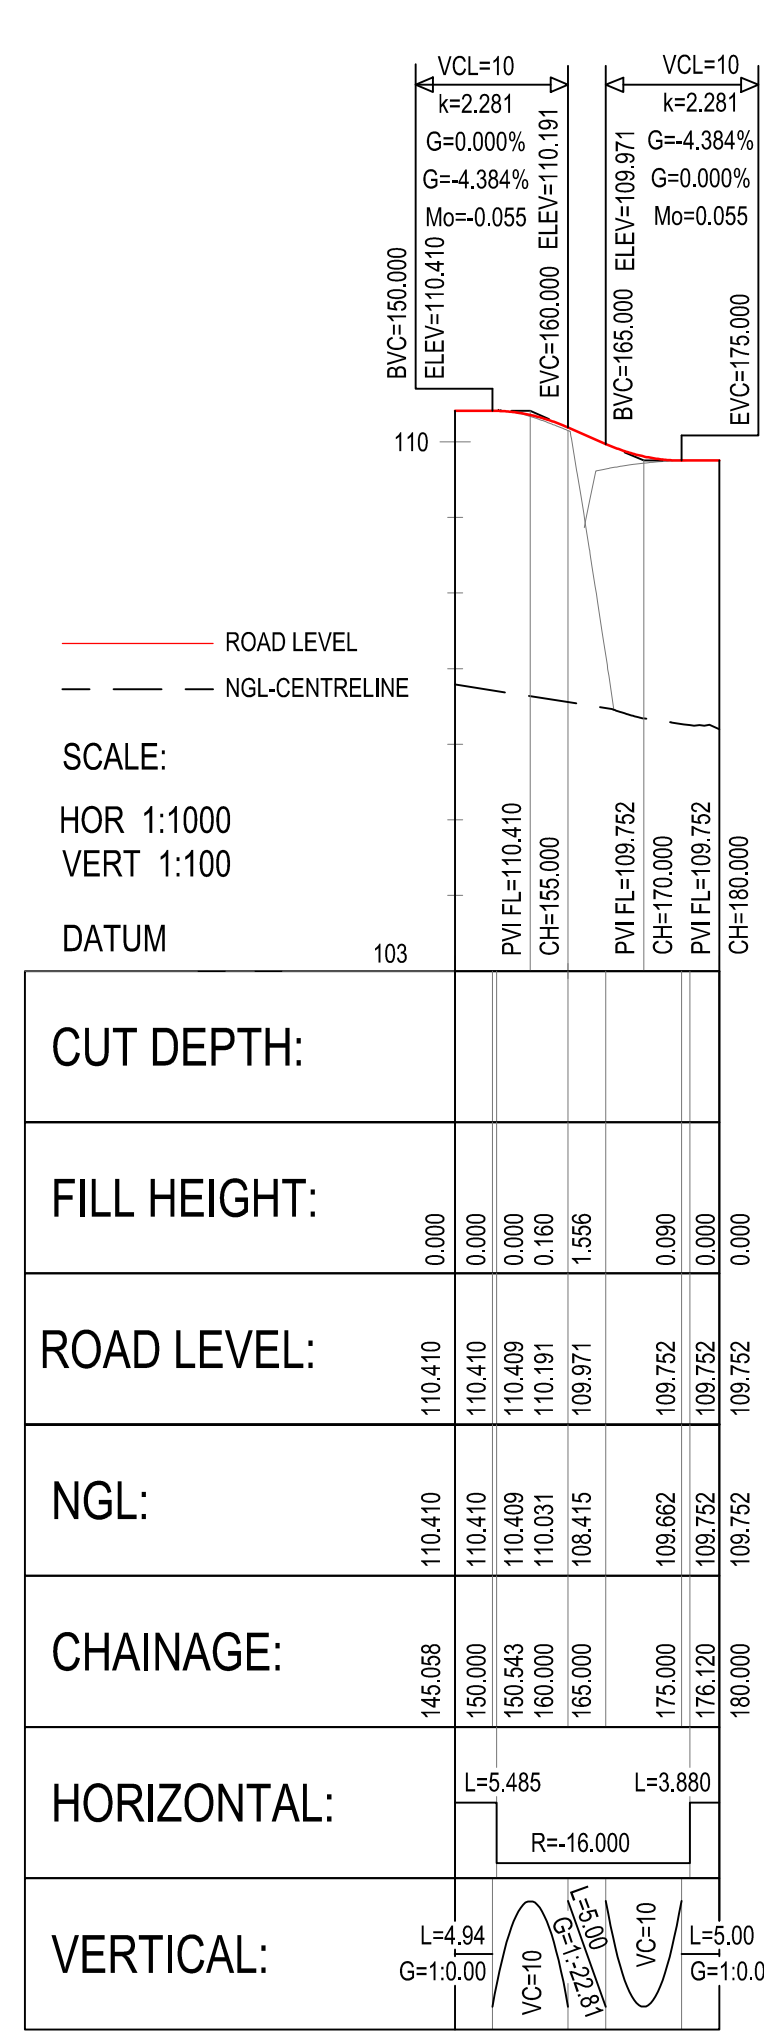 VCL=10
k=2.281
G=0.000%
G=-4.384%
Mo=-0.055
VCL=10
k=2.281
G=-4.384%
G=0.000%
Mo=0.055
BVC=150.000
ELEV=110.410
EVC=160.000 ELEV=110.191
BVC=165.000 ELEV=109.971
EVC=175.000
110
ROAD LEVEL
NGL-CENTRELINE
SCALE:
HOR 1:1000
VERT 1:100
DATUM
103
PVI FL=110.410
CH=155.000
PVI FL=109.752
CH=170.000
PVI FL=109.752
CH=180.000
CUT DEPTH:
FILL HEIGHT: 0.000 0.000 0.000 0.160 1.556 0.090 0.000 0.000
ROAD LEVEL: 110.410 110.410 110.409 110.191 109.971 109.752 109.752 109.752
NGL: 110.410 110.410 110.409 110.031 108.415 109.662 109.752 109.752
CHAINAGE: 145.058 150.000 150.543 160.000 165.000 175.000 176.120 180.000
HORIZONTAL: L=5.485 R=-16.000 L=3.880
VERTICAL:
L=4.94
G=1:0.00
VC=10
L=5.00
G=1:-22.81
VC=10
L=5.00
G=1:0.0